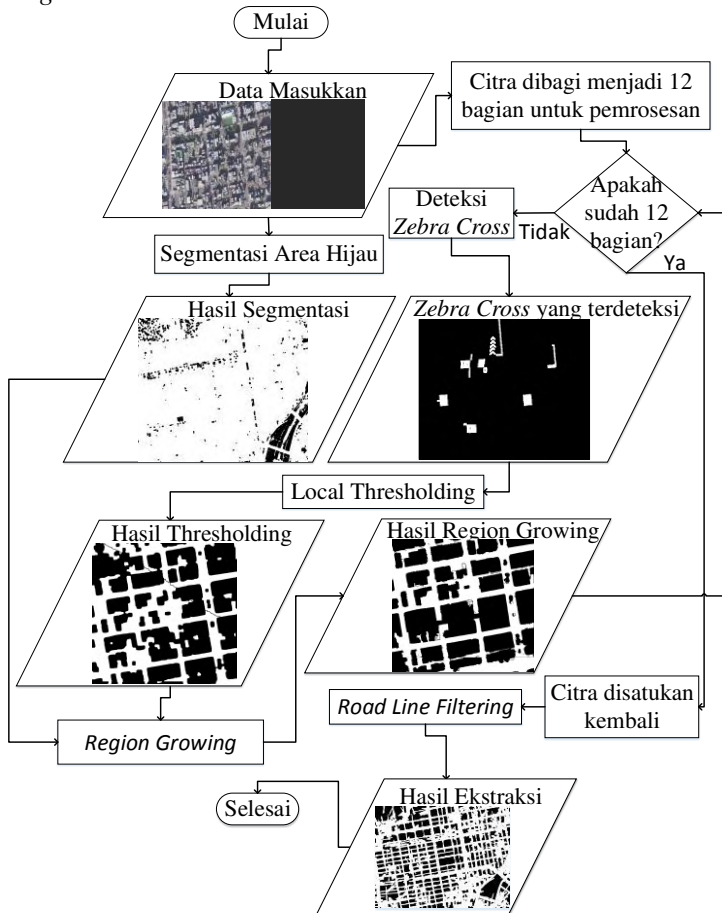 Mulai
Data Masukkan
Citra dibagi menjadi 12
bagian untuk pemrosesan
Apakah
sudah 12
bagian?
Tidak
Ya
Deteksi
Zebra Cross
Segmentasi Area Hijau
Hasil Segmentasi
Zebra Cross yang terdeteksi
Local Thresholding
Hasil Thresholding
Hasil Region Growing
Region Growing
Road Line Filtering
Citra disatukan
kembali
Hasil Ekstraksi
Selesai